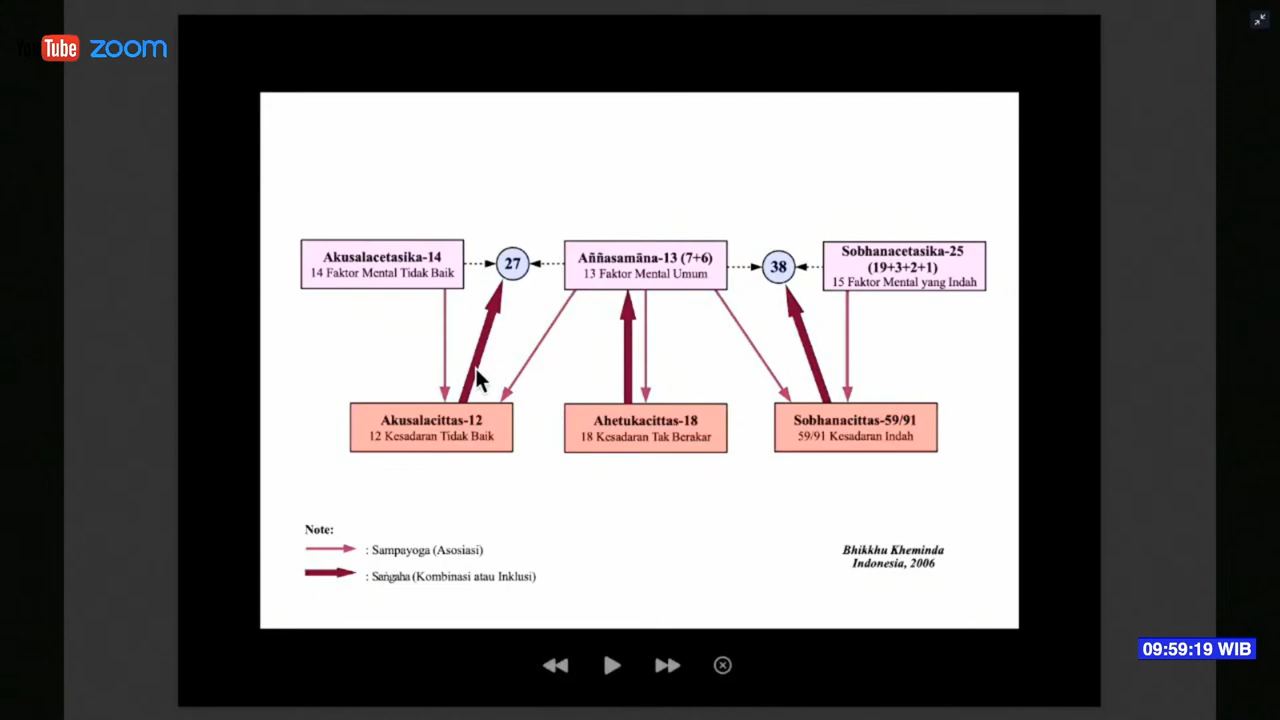 YouTube zoom
Akusalacetasika-14
14 Faktor Mental Tidak Baik
27
Aññasamāna-13 (7+6)
13 Faktor Mental Umum
38
Sobhanacetasika-25
(19+3+2+1)
15 Faktor Mental yang Indah
Akusalacittas-12
12 Kesadaran Tidak Baik
Ahetukacittas-18
18 Kesadaran Tak Berakar
Sobhanacittas-59/91
59/91 Kesadaran Indah
Note:
: Sampayoga (Asosiasi)
: Saṅgaha (Kombinasi atau Inklusi)
Bhikkhu Kheminda
Indonesia, 2006
09:59:19 WIB